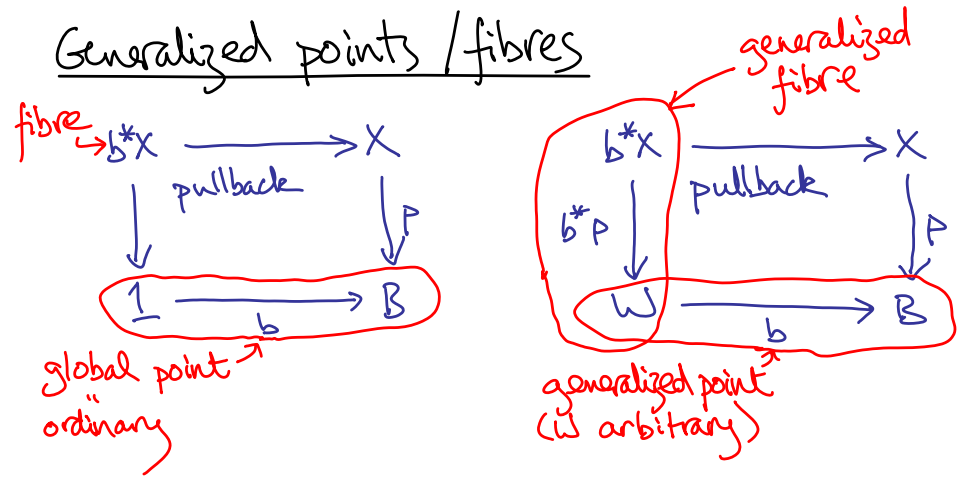 Generalized points / fibres
fibre
b*X
X
pullback
p
1
B
b
global point
"
ordinary
generalized
fibre
b*X
X
pullback
b*p
p
W
B
b
generalized point
(W arbitrary)